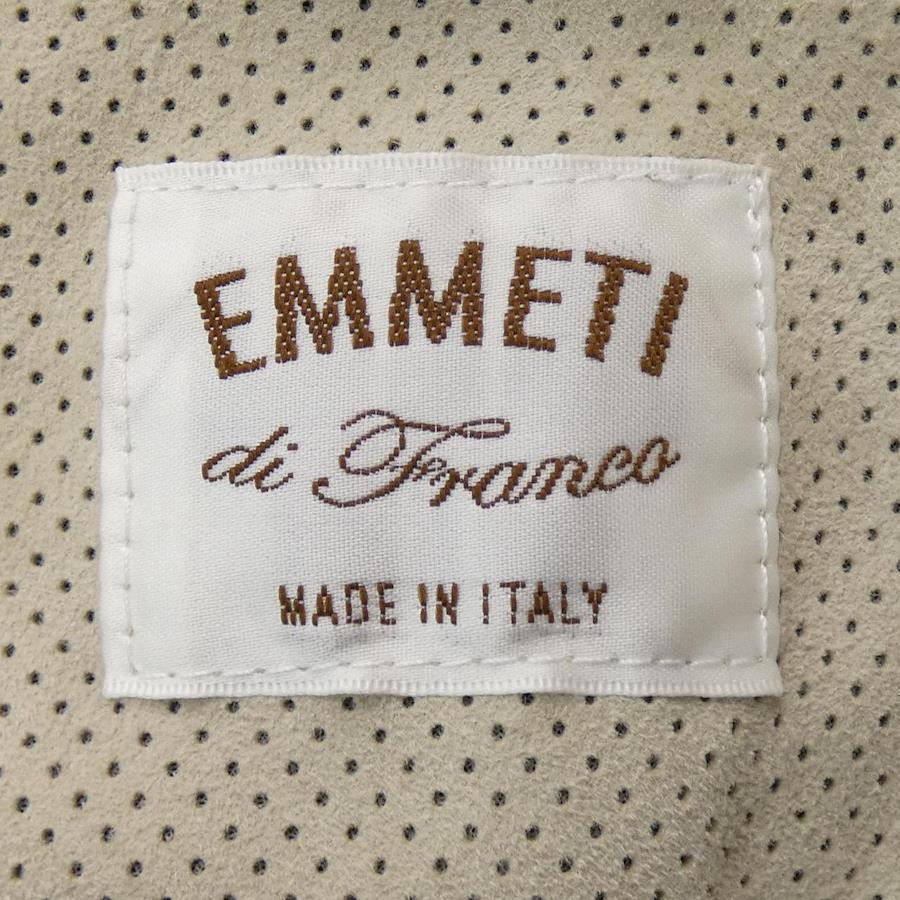 EMMETI
di Franco
MADE IN ITALY